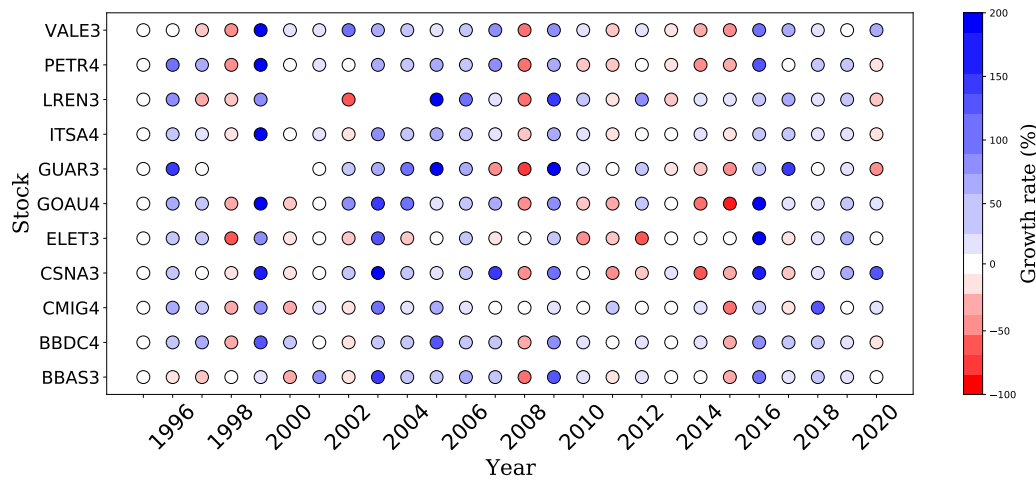 VALE3
PETR4
LREN3
ITSA4
GUAR3
GOAU4
ELET3
CSNA3
CMIG4
BBDC4
BBAS3
Stock
1996 1998 2000 2002 2004 2006 2008 2010 2012 2014 2016 2018 2020
Year
200
150
100
50
0
−50
−100
Growth rate (%)